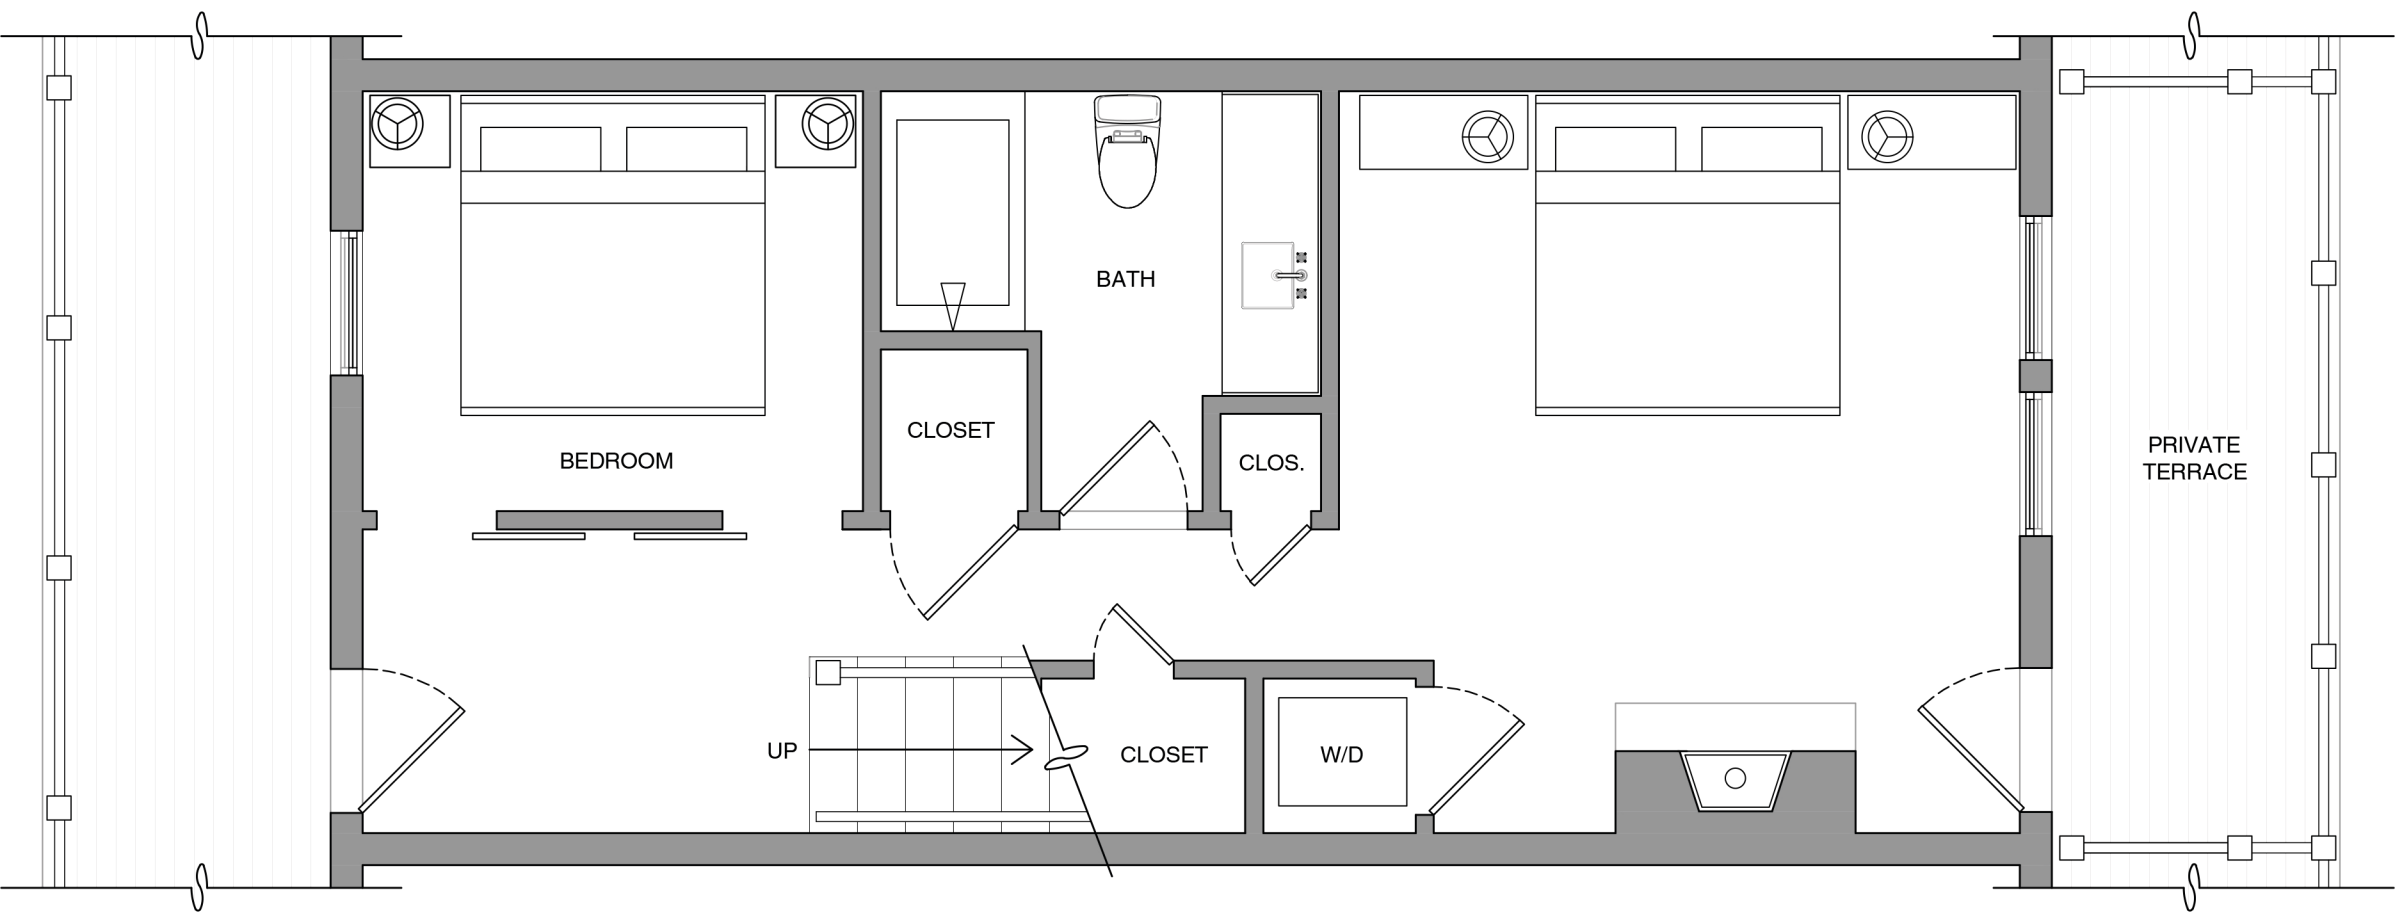 BATH
BEDROOM
CLOSET
CLOS.
PRIVATE
TERRACE
UP
CLOSET
W/D